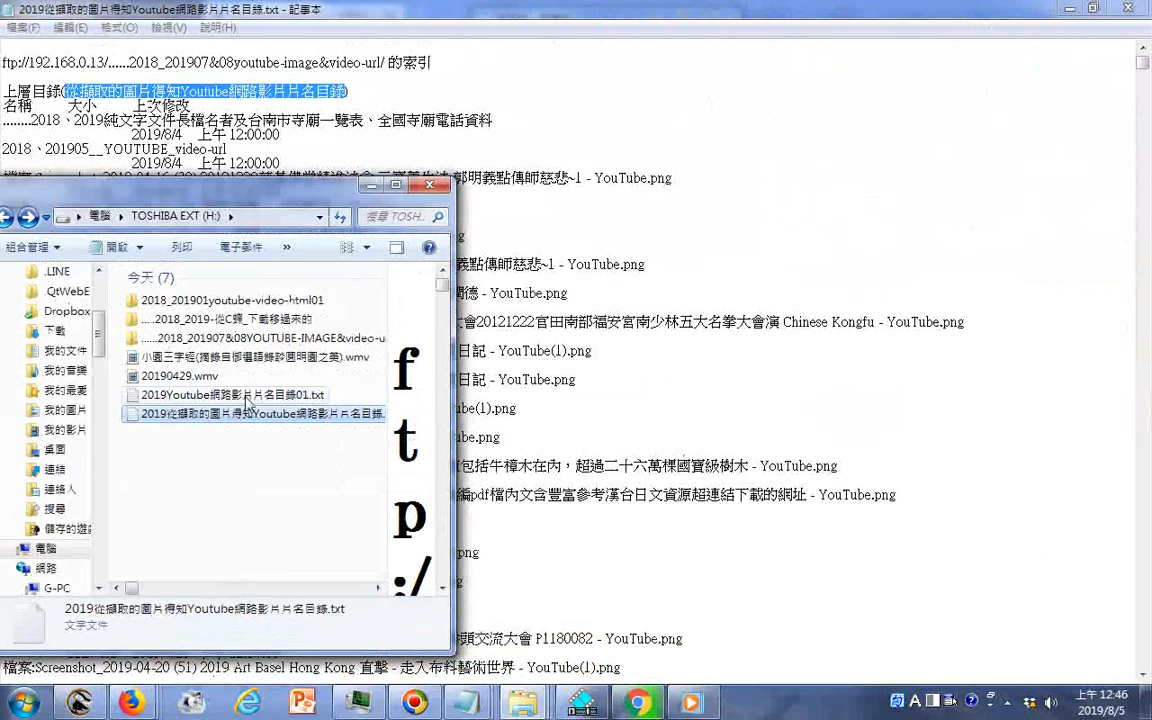 2019從擷取的圖片得知Youtube網路影片片名目錄.txt - 記事本
檔案(F) 編輯(E) 格式(O) 檢視(V) 說明(H)
ftp://192.168.0.13/......2018_201907&08youtube-image&video-url/ 的索引
上層目錄(從擷取的圖片得知Youtube網路影片片名目錄)
名稱 大小 上次修改
........2018、2019純文字文件長檔名者及台南市寺廟一覽表、全國寺廟電話資料
2019/8/4 上午 12:00:00
2018、201905__YOUTUBE_video-url
2019/8/4 上午 12:00:00
郭明義點傳師慈悲~1 - YouTube.png
義點傳師慈悲~1 - YouTube.png
潤德 - YouTube.png
大會20121222官田南部福安宮南少林五大名拳大會演 Chinese Kongfu - YouTube.png
日記 - YouTube(1).png
日記 - YouTube.png
ube(1).png
ube.png
包括牛樟木在內，超過二十六萬棵國寶級樹木 - YouTube.png
編pdf檔內文含豐富參考漢台日文資源超連結下載的網址 - YouTube.png
png
頭交流大會 P1180082 - YouTube.png
檔案:Screenshot_2019-04-20 (51) 2019 Art Basel Hong Kong 直擊 - 走入布料藝術世界 - YouTube(1).png
電腦 TOSHIBA EXT (H:)
搜尋 TOSH...
組合管理 開啟 列印 電子郵件 »
.LINE
.QtWebE
Dropbox
下載
我的文件
我的音樂
我的最愛
我的圖片
我的影片
桌面
連結
連絡人
搜尋
儲存的遊
電腦
網路
G-PC
今天 (7)
2018_201901youtube-video-html01
.....2018_2019-從C槽_下載移過來的
......2018_201907&08YOUTUBE-IMAGE&video-u
小園三字經(摘錄自御選語錄談圓明園之美).wmv
20190429.wmv
2019Youtube網路影片片名目錄01.txt
2019從擷取的圖片得知Youtube網路影片片名目錄.
f
t
p
:/
2019從擷取的圖片得知Youtube網路影片片名目錄.txt
文字文件
上午 12:46
2019/8/5